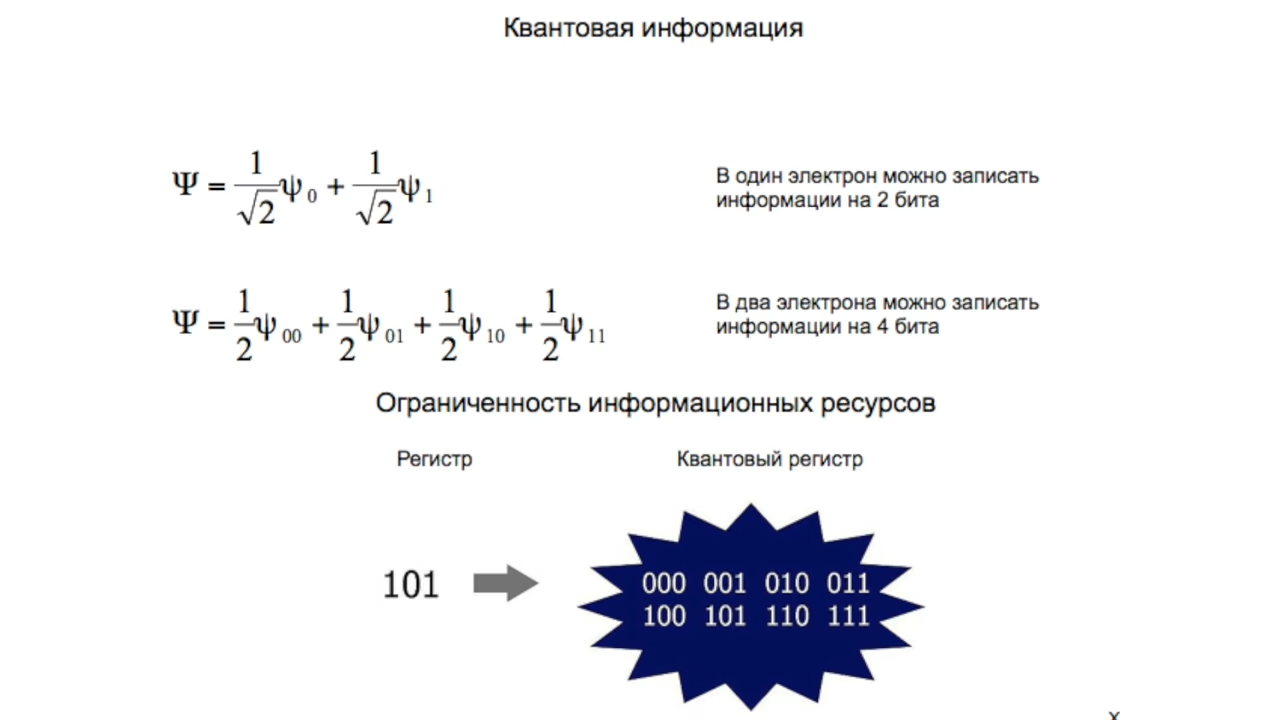 Квантовая информация
Ψ = 1/√2 ψ₀ + 1/√2 ψ₁
В один электрон можно записать
информации на 2 бита
Ψ = 1/2 ψ₀₀ + 1/2 ψ₀₁ + 1/2 ψ₁₀ + 1/2 ψ₁₁
В два электрона можно записать
информации на 4 бита
Ограниченность информационных ресурсов
Регистр
Квантовый регистр
101
000 001 010 011
100 101 110 111